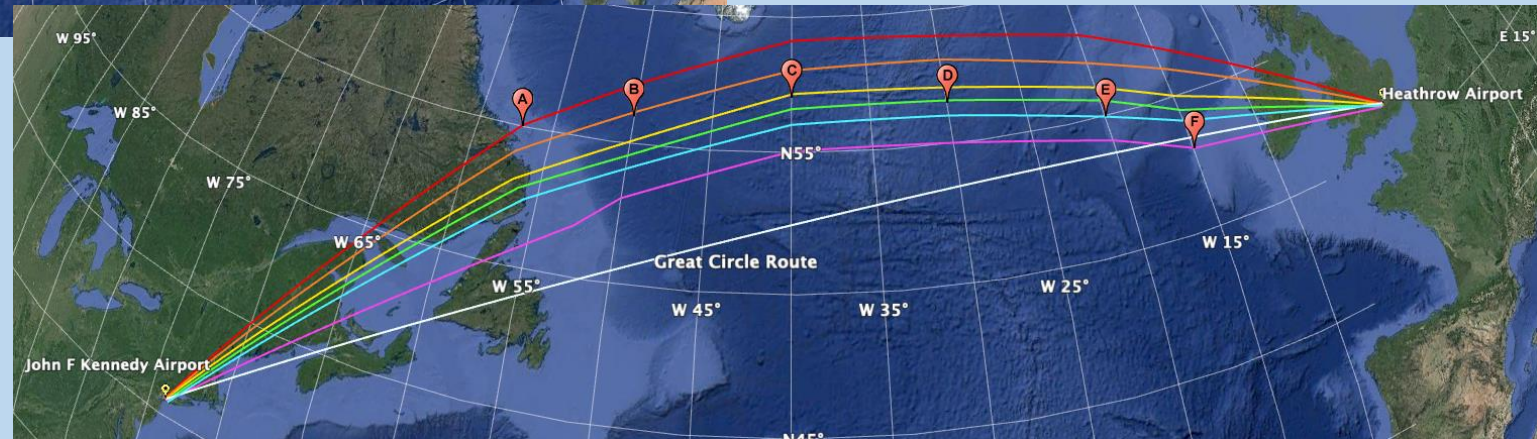 W 95°
E 15°
A
B
C
D
E
F
Heathrow Airport
W 85°
N55°
W 75°
W 65°
W 15°
Great Circle Route
W 55°
W 45°
W 35°
W 25°
John F Kennedy Airport
N45°